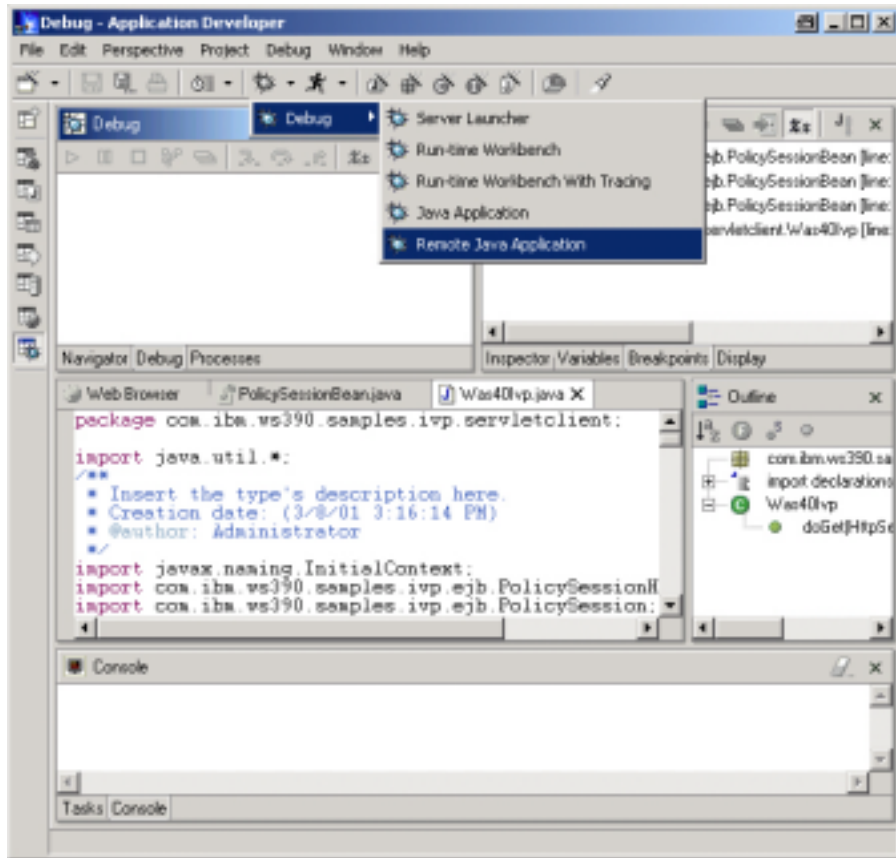 Debug - Application Developer
File Edit Perspective Project Debug Window Help
Debug
Debug
Server Launcher
Run-time Workbench
Run-time Workbench With Tracing
Java Application
Remote Java Application
ejb.PolicySessionBean [line:
ejb.PolicySessionBean [line:
ejb.PolicySessionBean [line:
servletclient.Was40Ivp [line:
Navigator Debug Processes
Inspector Variables Breakpoints Display
Web Browser PolicySessionBean.java Was40Ivp.java
package com.ibm.ws390.samples.ivp.servletclient;
import java.util.*;
/**
* Insert the type's description here.
* Creation date: (3/8/01 3:16:14 PM)
* @author: Administrator
*/
import javax.naming.InitialContext;
import com.ibm.ws390.samples.ivp.ejb.PolicySessionH
import com.ibm.ws390.samples.ivp.ejb.PolicySession;
Outline
com.ibm.ws390.sa
import declarations
Was40Ivp
doGet(HttpSe
Console
Tasks Console